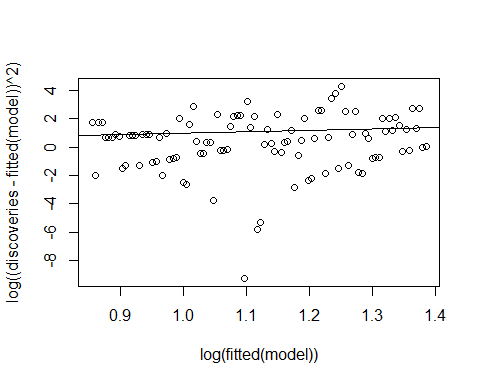 log((discoveries - fitted(model))^2)
4
2
0
-2
-4
-6
-8
0.9 1.0 1.1 1.2 1.3 1.4
log(fitted(model))